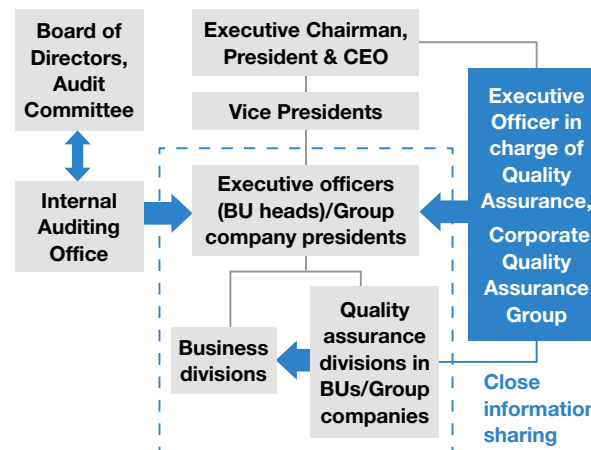 Board of
Directors,
Audit
Committee
Executive Chairman,
President & CEO
Vice Presidents
Executive
Officer in
charge of
Quality
Assurance,
Corporate
Quality
Assurance
Group
Internal
Auditing
Office
Executive officers
(BU heads)/Group
company presidents
Business
divisions
Quality
assurance
divisions in
BUs/Group
companies
Close
information
sharing